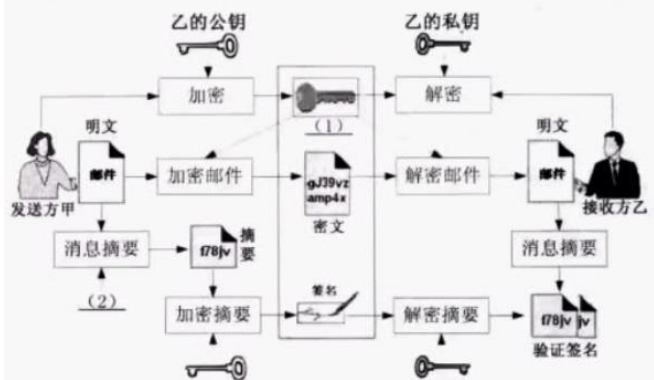 乙的公钥
乙的私钥
加密
解密
(1)
明文
明文
邮件
加密邮件
gJ39vz
amp4x
解密邮件
邮件
发送方甲
密文
接收方乙
消息摘要
f78jv
摘要
消息摘要
(2)
签名
加密摘要
解密摘要
f78jv
jv
验证签名